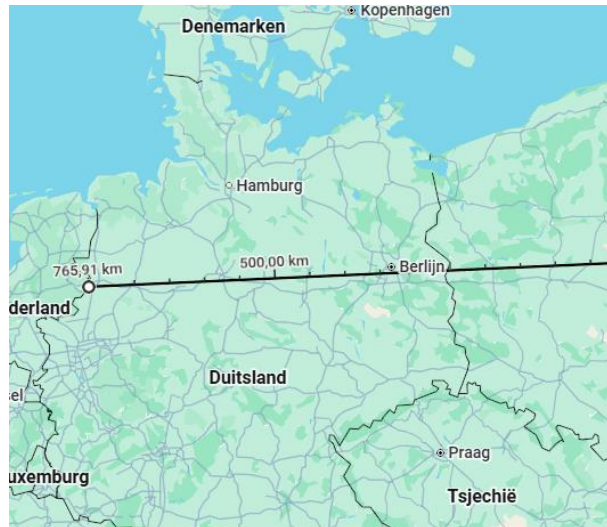 Kopenhagen
Denemarken
Hamburg
765,91 km
500,00 km
Berlijn
derland
Duitsland
sel
Praag
uxemburg
Tsjechië